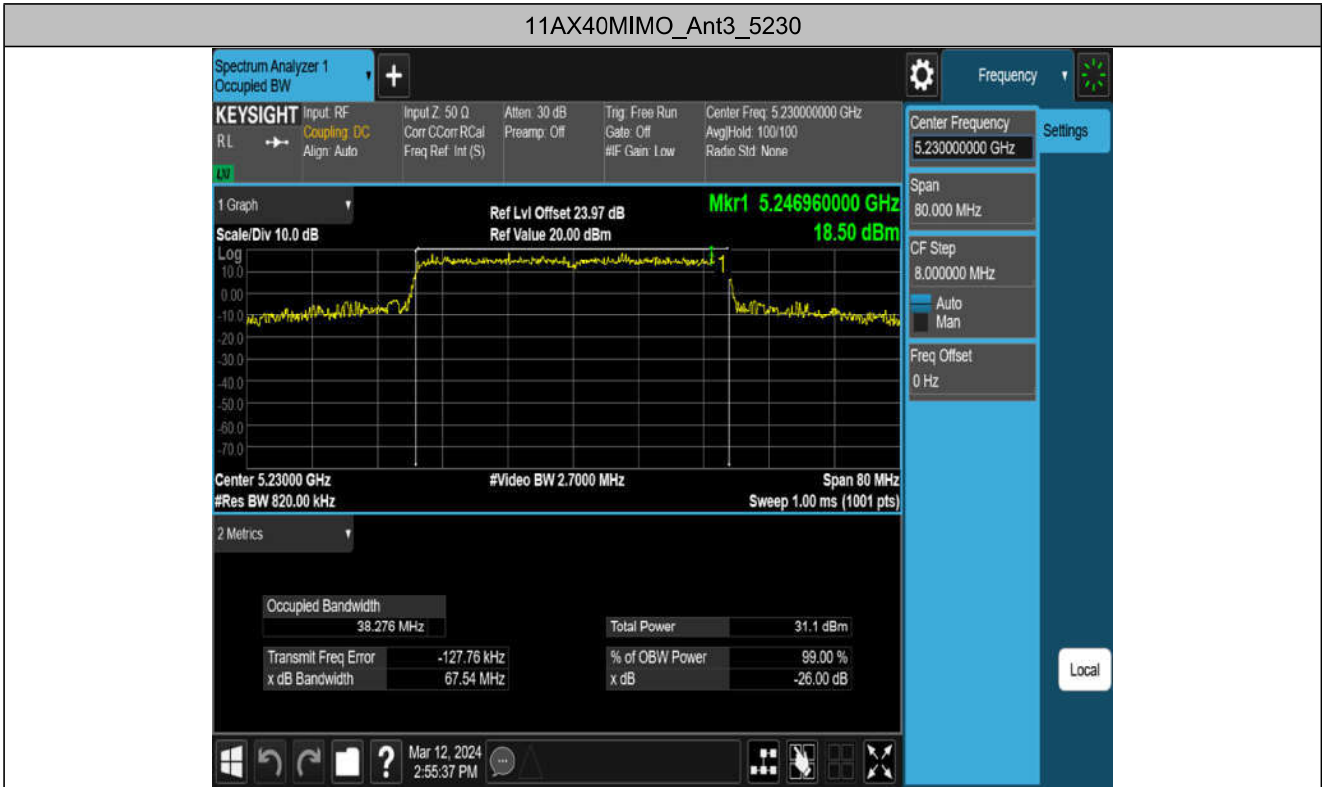 11AX40MIMO_Ant3_5230
Spectrum Analyzer 1
Occupied BW
+
Frequency
KEYSIGHT
RL
Input: RF
Coupling: DC
Align: Auto
Input Z: 50 Ω
Corr CCorr RCal
Freq Ref: Int (S)
Atten: 30 dB
Preamp: Off
Trig: Free Run
Gate: Off
#IF Gain: Low
Center Freq: 5.230000000 GHz
Avg|Hold: 100/100
Radio Std: None
LXI
Center Frequency
5.230000000 GHz
Settings
Span
80.000 MHz
CF Step
8.000000 MHz
Auto
Man
Freq Offset
0 Hz
Local
1 Graph
Scale/Div 10.0 dB
Ref Lvl Offset 23.97 dB
Ref Value 20.00 dBm
Mkr1 5.246960000 GHz
18.50 dBm
Log
10.0
0.00
-10.0
-20.0
-30.0
-40.0
-50.0
-60.0
-70.0
1
Center 5.23000 GHz
#Video BW 2.7000 MHz
Span 80 MHz
#Res BW 820.00 kHz
Sweep 1.00 ms (1001 pts)
2 Metrics
Occupied Bandwidth
38.276 MHz
Total Power 31.1 dBm
Transmit Freq Error -127.76 kHz
% of OBW Power 99.00 %
x dB Bandwidth 67.54 MHz
x dB -26.00 dB
?
Mar 12, 2024
2:55:37 PM